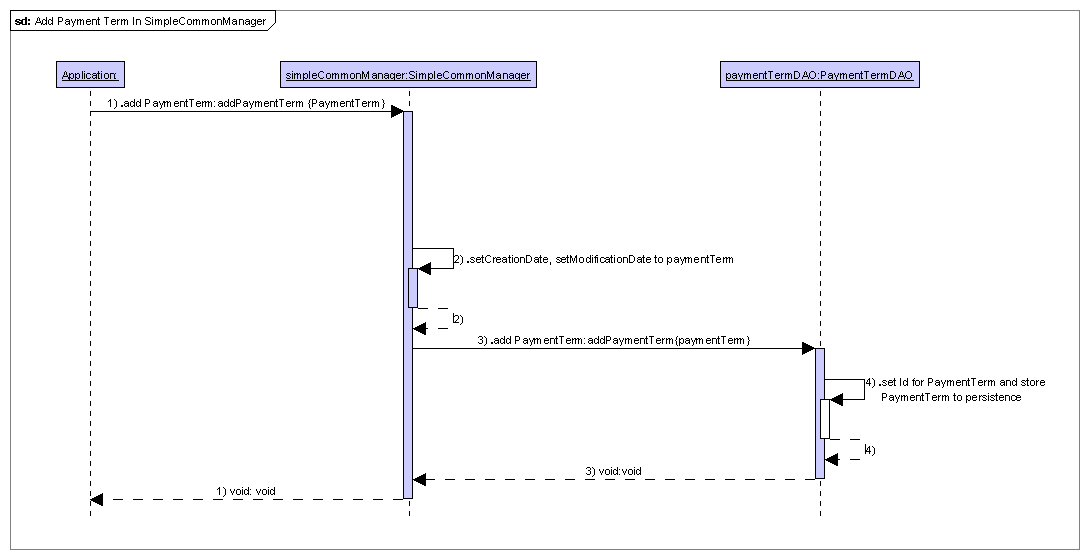 sd: Add Payment Term In SimpleCommonManager
Application:
simpleCommonManager:SimpleCommonManager
paymentTermDAO:PaymentTermDAO
1) .add PaymentTerm: addPaymentTerm {PaymentTerm}
2) .setCreationDate, setModificationDate to paymentTerm
2)
3) .add PaymentTerm: addPaymentTerm{paymentTerm}
4) .set Id for PaymentTerm and store
PaymentTerm to persistence
4)
3) void:void
1) void: void